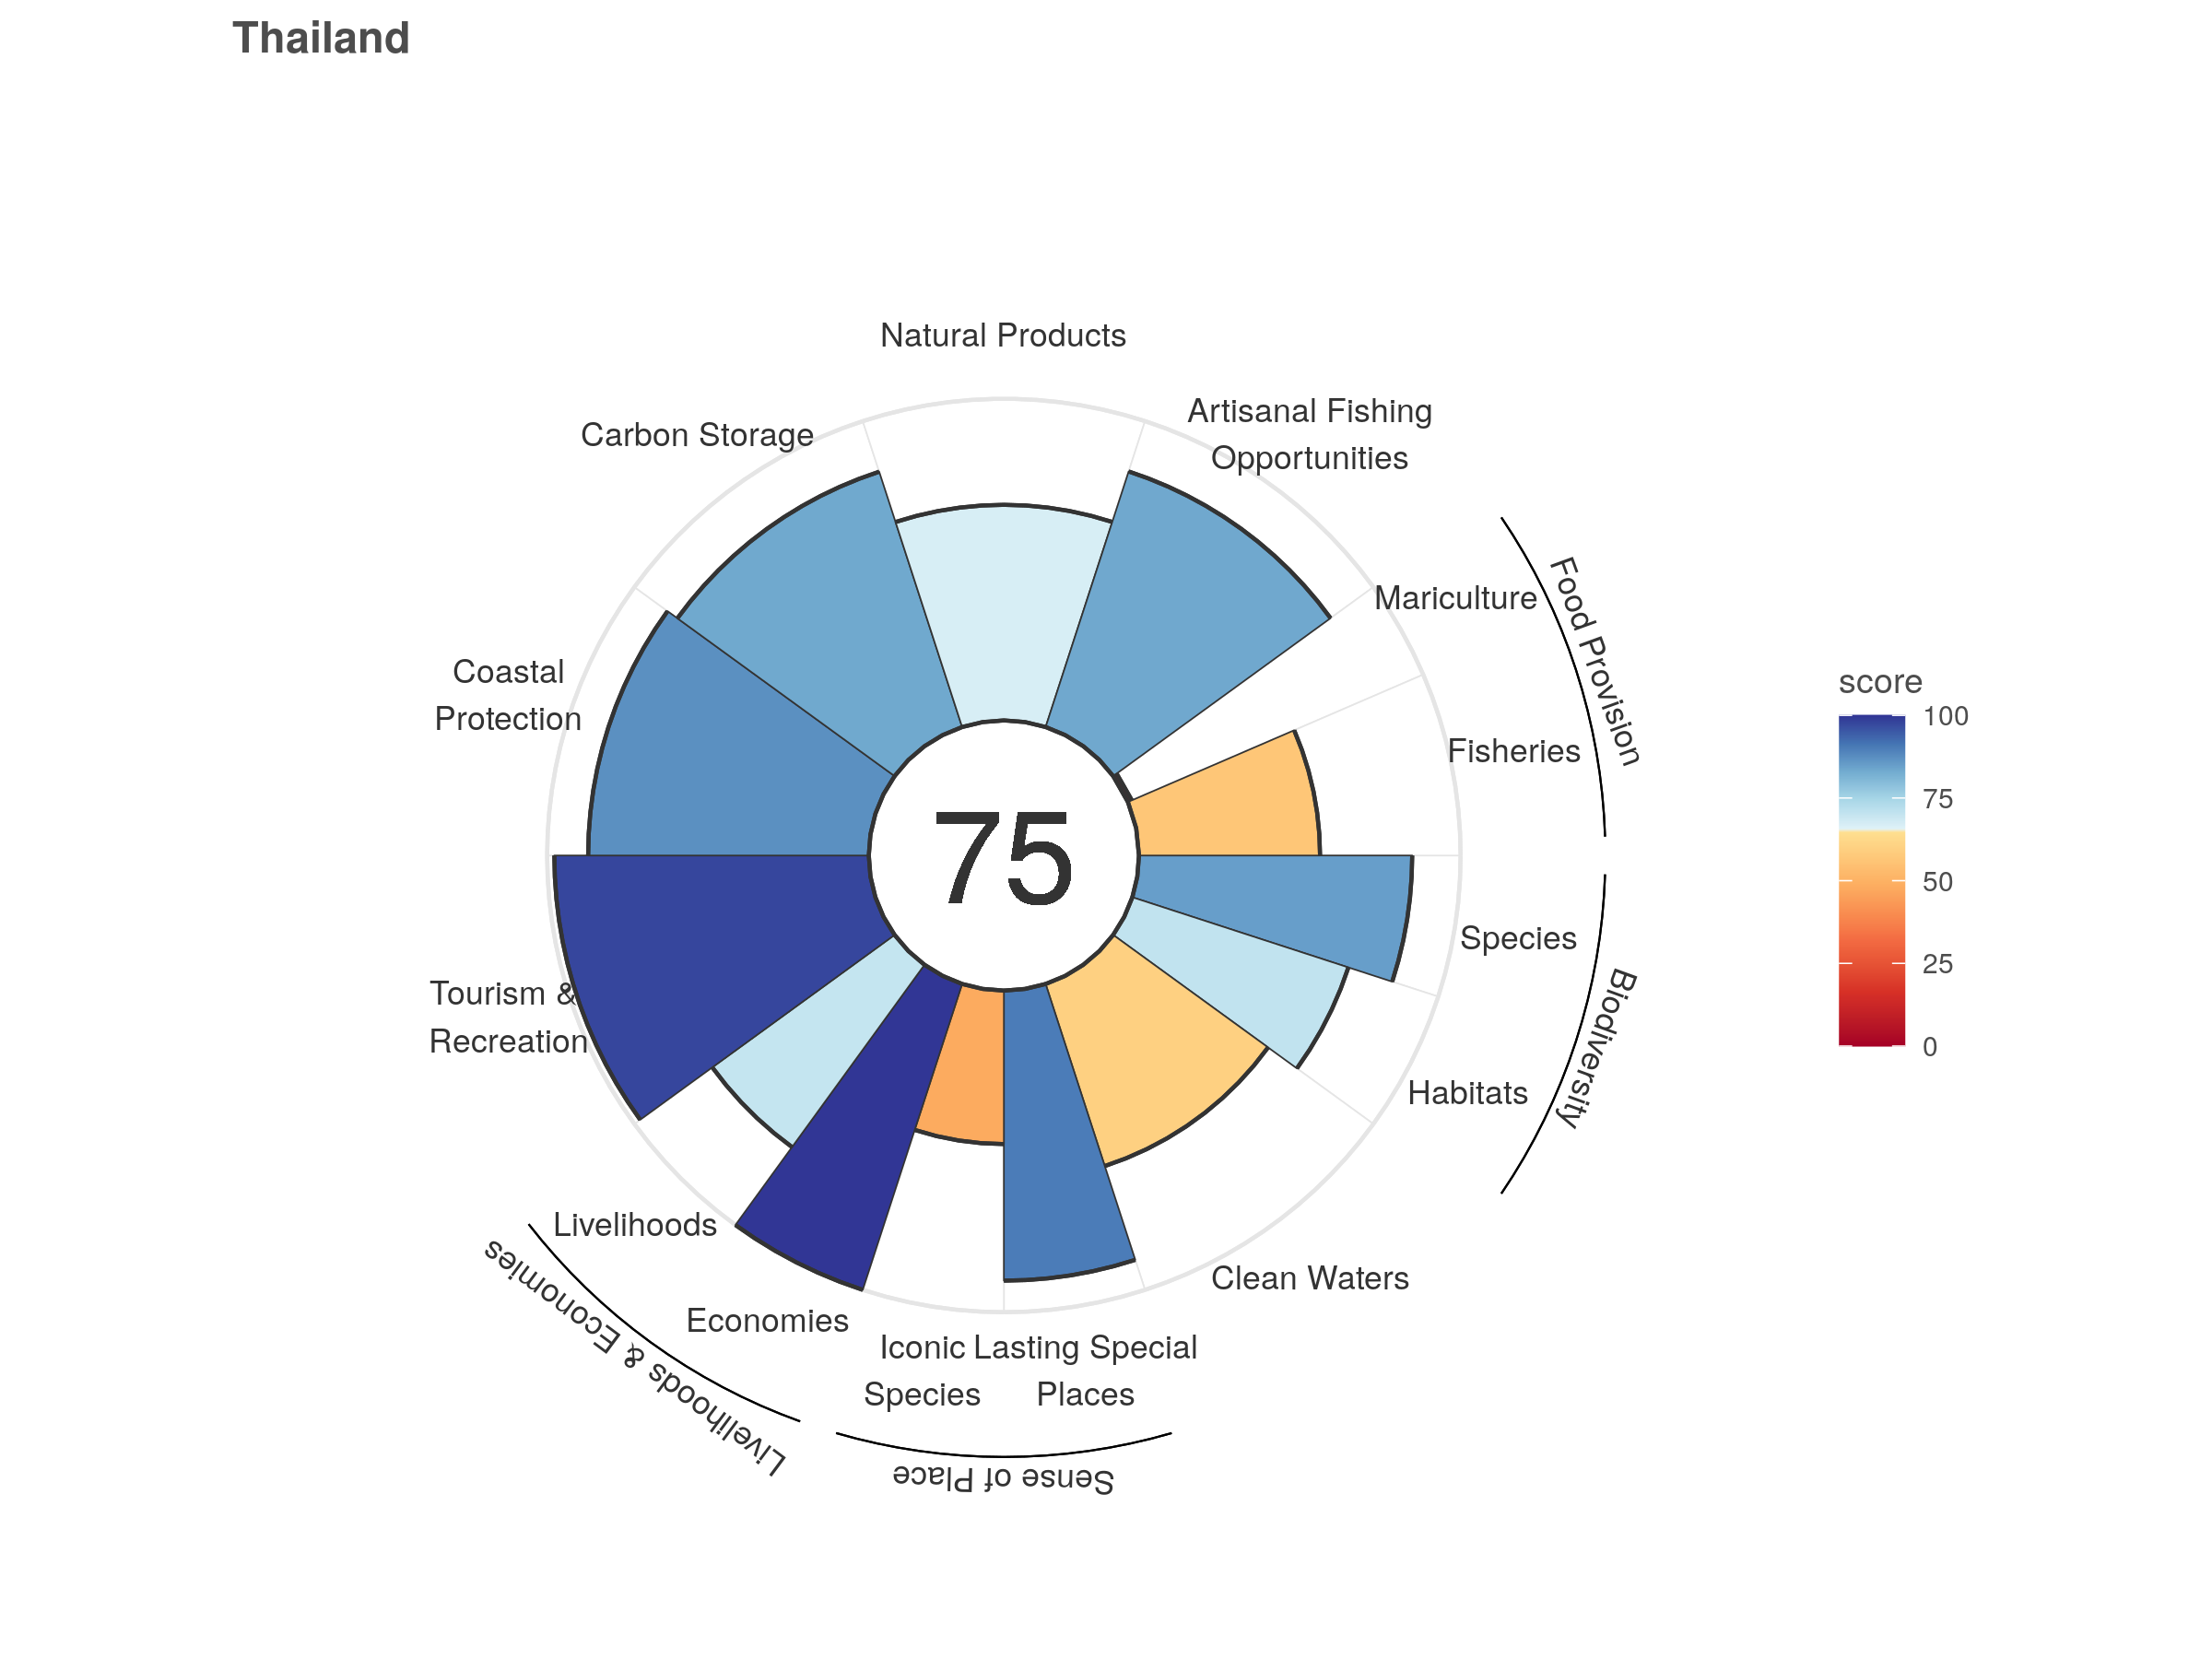 Thailand
Natural Products
Artisanal Fishing
Opportunities
Carbon Storage
Mariculture
Food Provision
Coastal
Protection
Fisheries
score
100
75
50
25
0
75
Species
Biodiversity
Tourism &
Recreation
Habitats
Livelihoods
Livelihoods & Economies
Clean Waters
Economies
Iconic
Species
Lasting Special
Places
Sense of Place